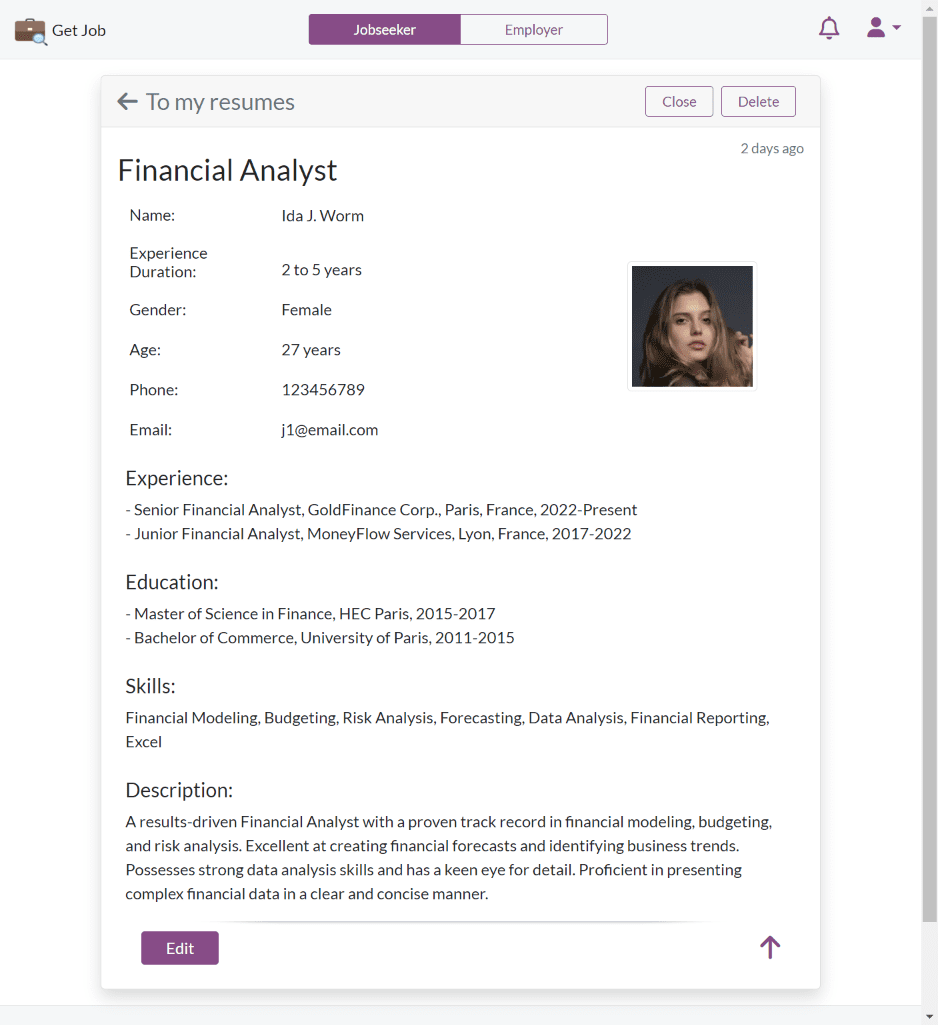 Get Job
Jobseeker
Employer
To my resumes
Close
Delete
2 days ago
Financial Analyst
Name: Ida J. Worm
Experience
Duration: 2 to 5 years
Gender: Female
Age: 27 years
Phone: 123456789
Email: j1@email.com
Experience:
- Senior Financial Analyst, GoldFinance Corp., Paris, France, 2022-Present
- Junior Financial Analyst, MoneyFlow Services, Lyon, France, 2017-2022
Education:
- Master of Science in Finance, HEC Paris, 2015-2017
- Bachelor of Commerce, University of Paris, 2011-2015
Skills:
Financial Modeling, Budgeting, Risk Analysis, Forecasting, Data Analysis, Financial Reporting,
Excel
Description:
A results-driven Financial Analyst with a proven track record in financial modeling, budgeting,
and risk analysis. Excellent at creating financial forecasts and identifying business trends.
Possesses strong data analysis skills and has a keen eye for detail. Proficient in presenting
complex financial data in a clear and concise manner.
Edit